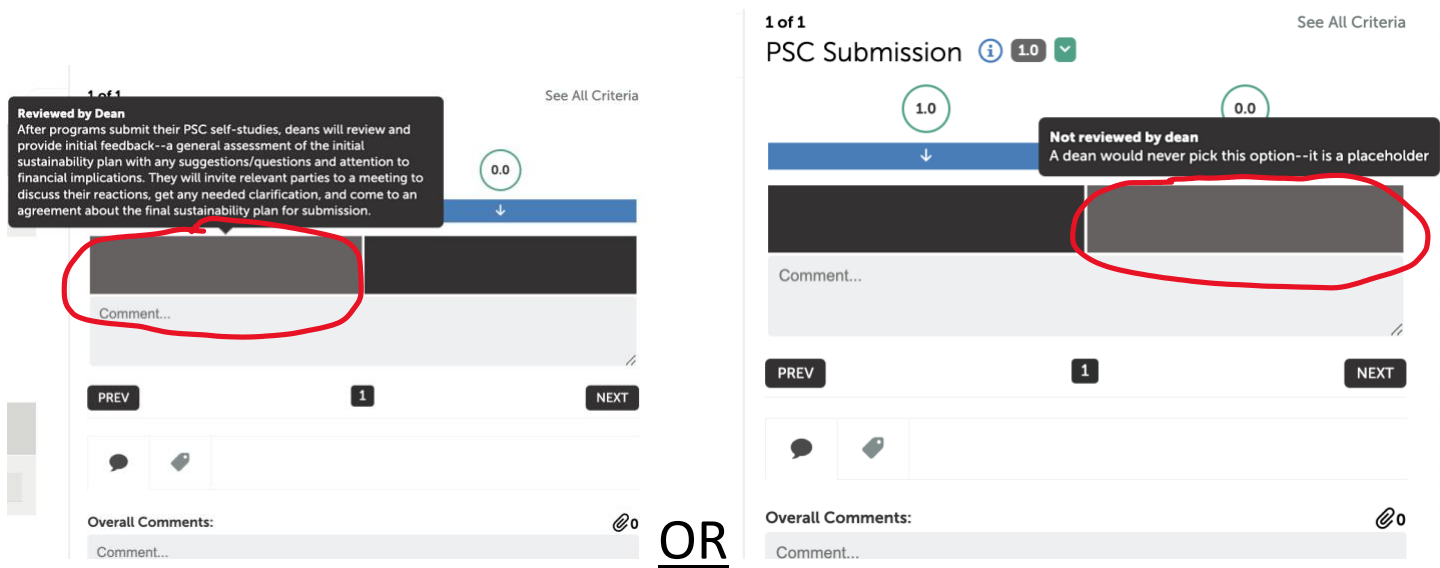 1 of 1
See All Criteria
Reviewed by Dean
After programs submit their PSC self-studies, deans will review and
provide initial feedback--a general assessment of the initial
sustainability plan with any suggestions/questions and attention to
financial implications. They will invite relevant parties to a meeting to
discuss their reactions, get any needed clarification, and come to an
agreement about the final sustainability plan for submission.
0.0
Comment...
PREV
1
NEXT
Overall Comments:
0
Comment...
OR
1 of 1
See All Criteria
PSC Submission i 1.0
1.0
0.0
Not reviewed by dean
A dean would never pick this option--it is a placeholder
Comment...
PREV
1
NEXT
Overall Comments:
0
Comment...